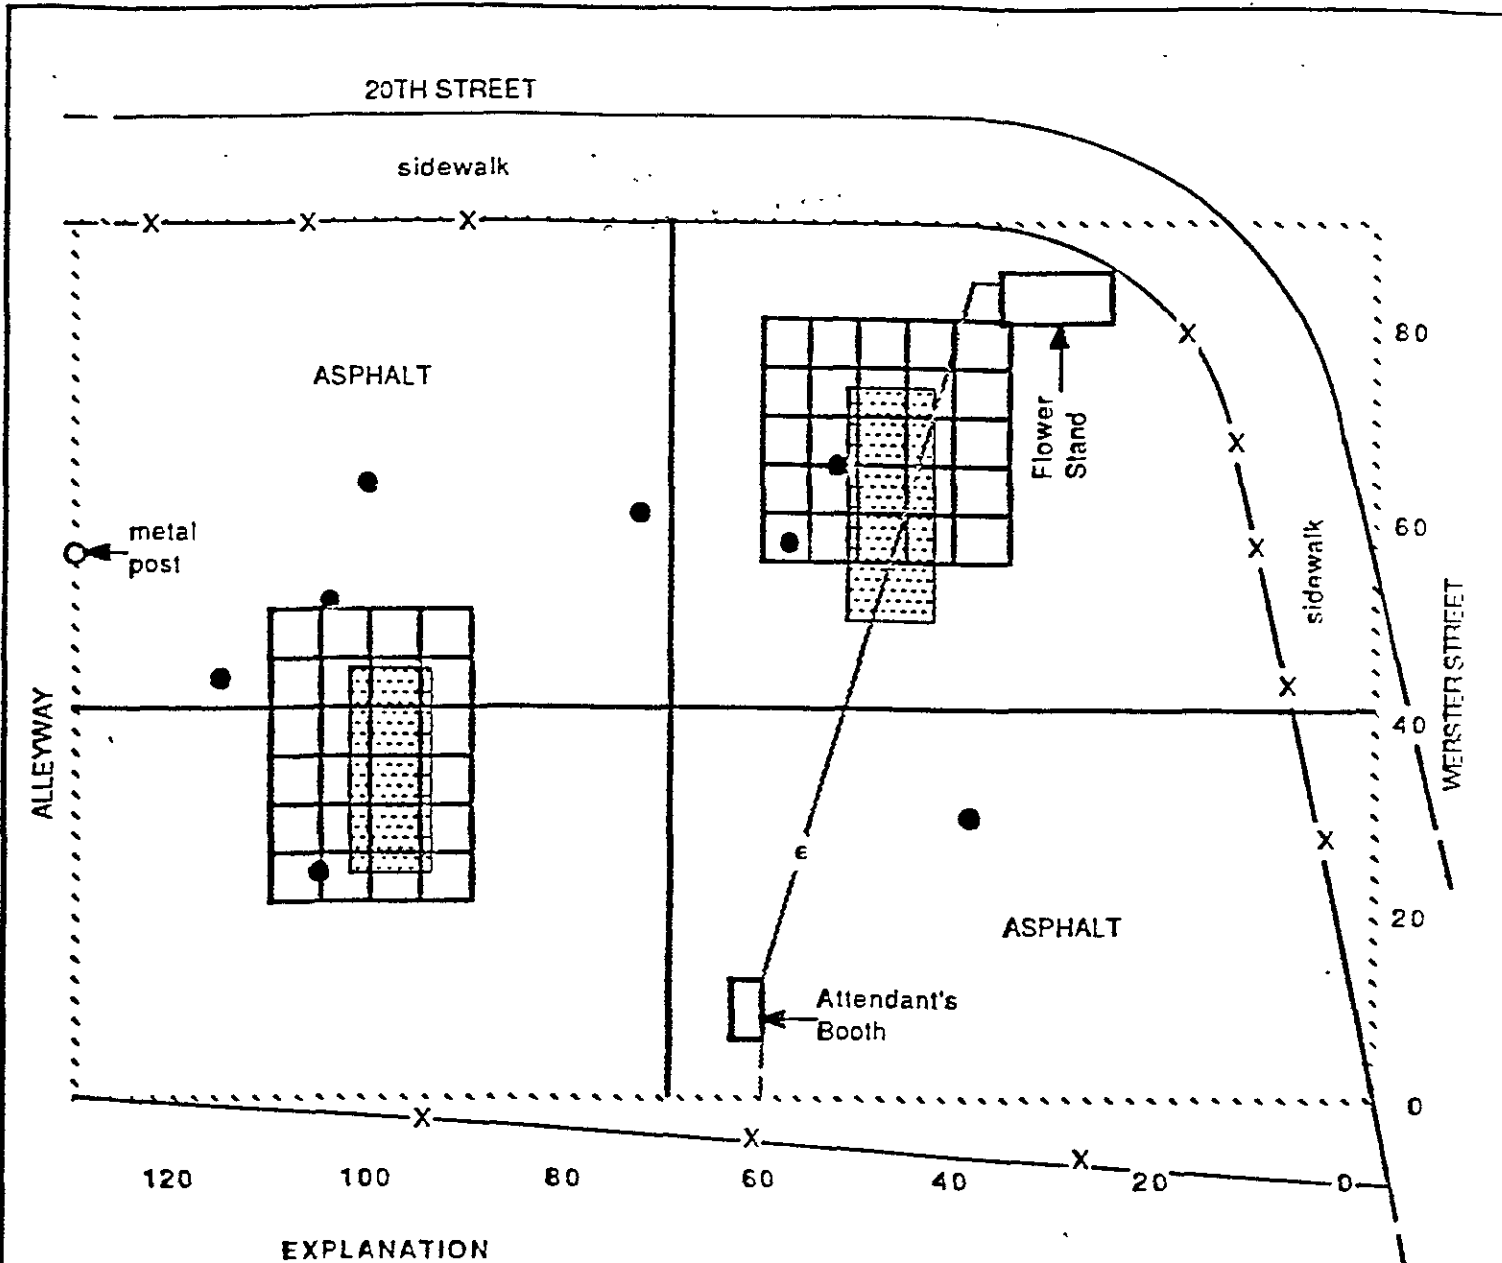 20TH STREET
sidewalk
X X X
ASPHALT
80
X
Flower
Stand
X
metal
post
60
X
sidewalk
X
ALLEYWAY
WEBSTER STREET
40
X
ε
20
ASPHALT
Attendant's
Booth
0
X
X
X
120 100 80 60 40 20 0
EXPLANATION